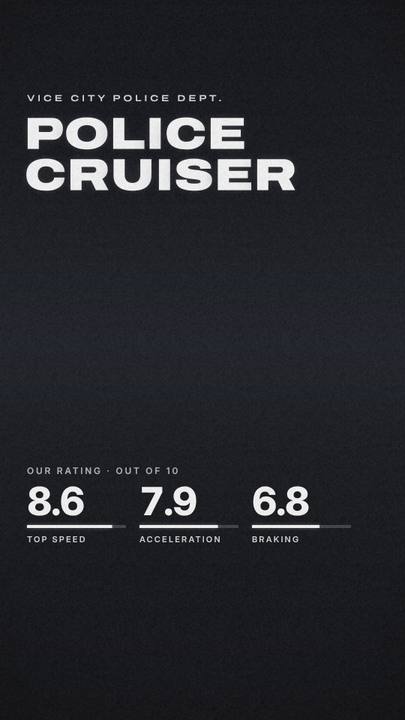 VICE CITY POLICE DEPT.
POLICE
CRUISER
OUR RATING · OUT OF 10
8.6 7.9 6.8
TOP SPEED ACCELERATION BRAKING